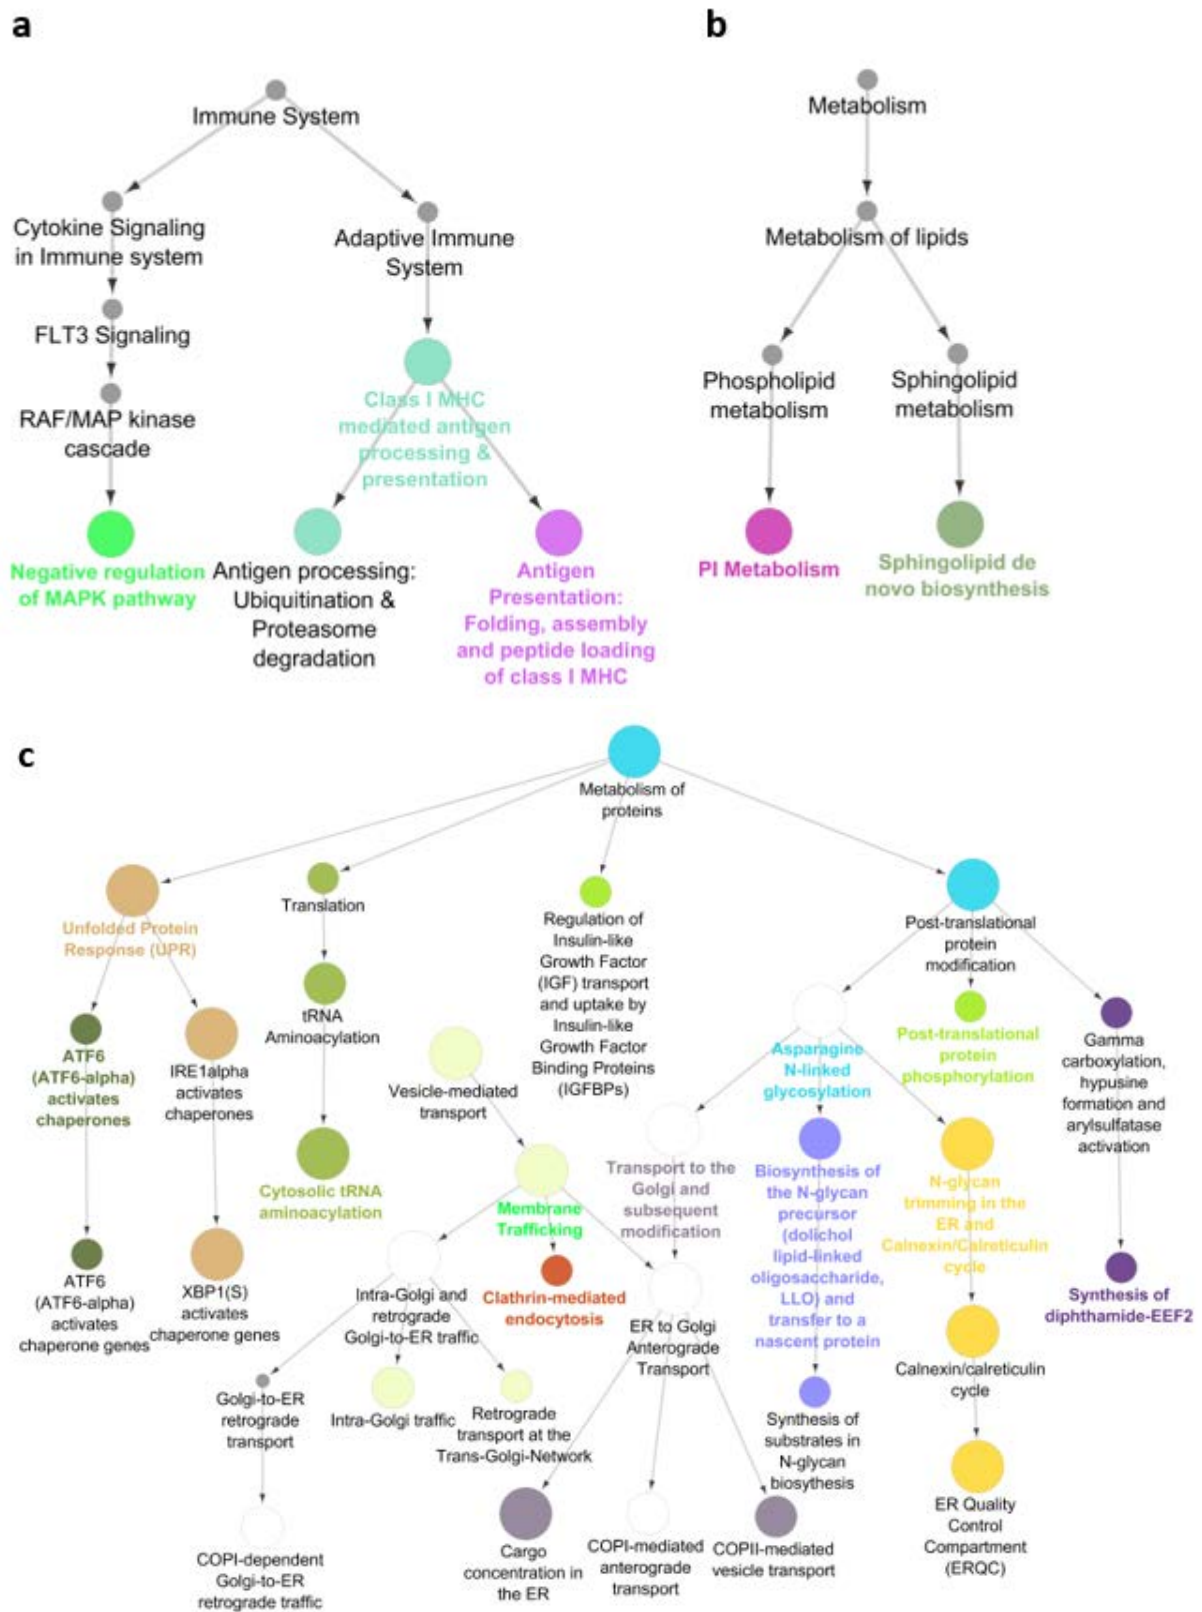 a
Immune System
Cytokine Signaling
in Immune system
FLT3 Signaling
RAF/MAP kinase
cascade
Negative regulation
of MAPK pathway
Adaptive Immune
System
Class I MHC
mediated antigen
processing &
presentation
Antigen processing:
Ubiquitination &
Proteasome
degradation
Antigen
Presentation:
Folding, assembly
and peptide loading
of class I MHC
b
Metabolism
Metabolism of lipids
Phospholipid
metabolism
Sphingolipid
metabolism
PI Metabolism
Sphingolipid de
novo biosynthesis
c
Metabolism of
proteins
Unfolded Protein
Response (UPR)
ATF6
(ATF6-alpha)
activates
chaperones
IRE1alpha
activates
chaperones
ATF6
(ATF6-alpha)
activates
chaperone genes
XBP1(S)
activates
chaperone genes
Translation
tRNA
Aminoacylation
Cytosolic tRNA
aminoacylation
Regulation of
Insulin-like
Growth Factor
(IGF) transport
and uptake by
Insulin-like
Growth Factor
Binding Proteins
(IGFBPs)
Vesicle-mediated
transport
Membrane
Trafficking
Intra-Golgi and
retrograde
Golgi-to-ER traffic
Clathrin-mediated
endocytosis
Golgi-to-ER
retrograde
transport
Intra-Golgi traffic
Retrograde
transport at the
Trans-Golgi-Network
COPI-dependent
Golgi-to-ER
retrograde traffic
Post-translational
protein
modification
Asparagine
N-linked
glycosylation
Post-translational
protein
phosphorylation
Gamma
carboxylation,
hypusine
formation and
arylsulfatase
activation
Transport to the
Golgi and
subsequent
modification
Biosynthesis of
the N-glycan
precursor
(dolichol
lipid-linked
oligosaccharide,
LLO) and
transfer to a
nascent protein
N-glycan
trimming in the
ER and
Calnexin/Calreticulin
cycle
Synthesis of
diphthamide-EEF2
ER to Golgi
Anterograde
Transport
Calnexin/calreticulin
cycle
Synthesis of
substrates in
N-glycan
biosythesis
Cargo
concentration in
the ER
COPI-mediated
anterograde
transport
COPII-mediated
vesicle transport
ER Quality
Control
Compartment
(ERQC)